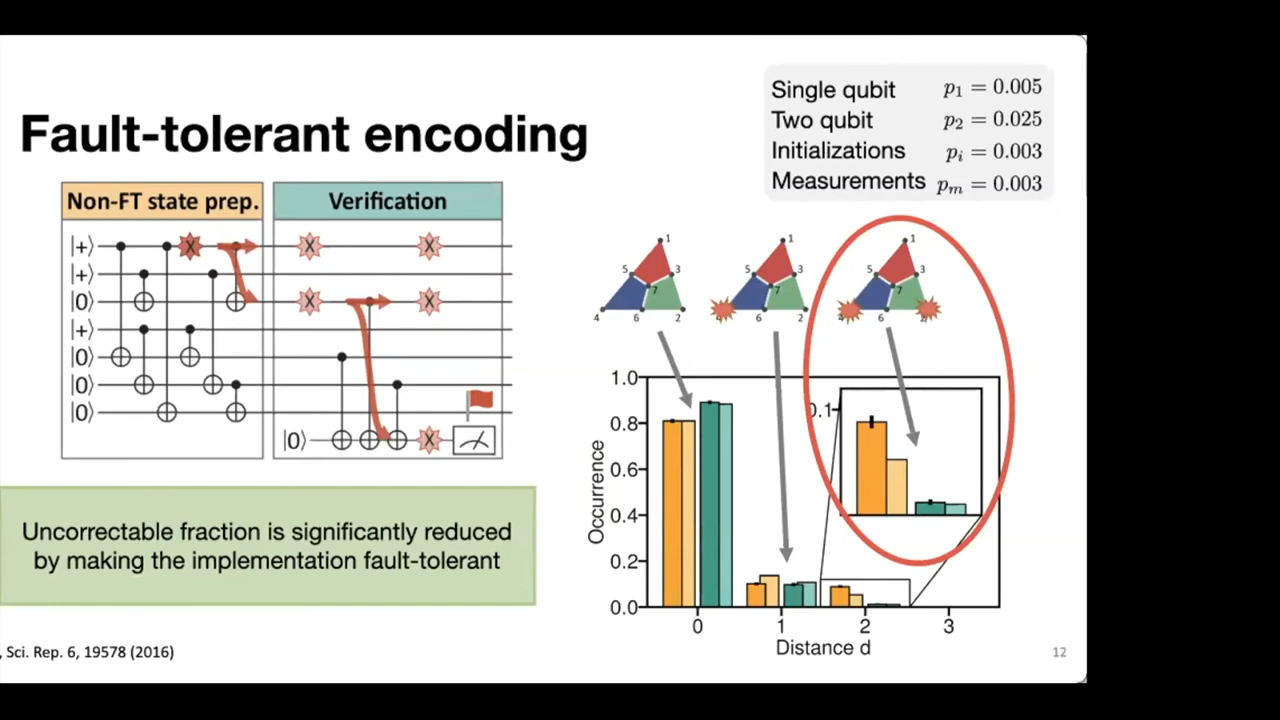 Single qubit p₁ = 0.005
Two qubit p₂ = 0.025
Initializations pᵢ = 0.003
Measurements pₘ = 0.003
Fault-tolerant encoding
Non-FT state prep.
Verification
|+⟩
|+⟩
|0⟩
|+⟩
|0⟩
|0⟩
|0⟩
|0⟩
X
X
X
X
X
X
1
5 3
7
4 6 2
1
5 3
7
6 2
1
5 3
7
6
Uncorrectable fraction is significantly reduced
by making the implementation fault-tolerant
Occurrence
1.0
0.8
0.6
0.4
0.2
0.0
0.1
0 1 2 3
Distance d
, Sci. Rep. 6, 19578 (2016)
12